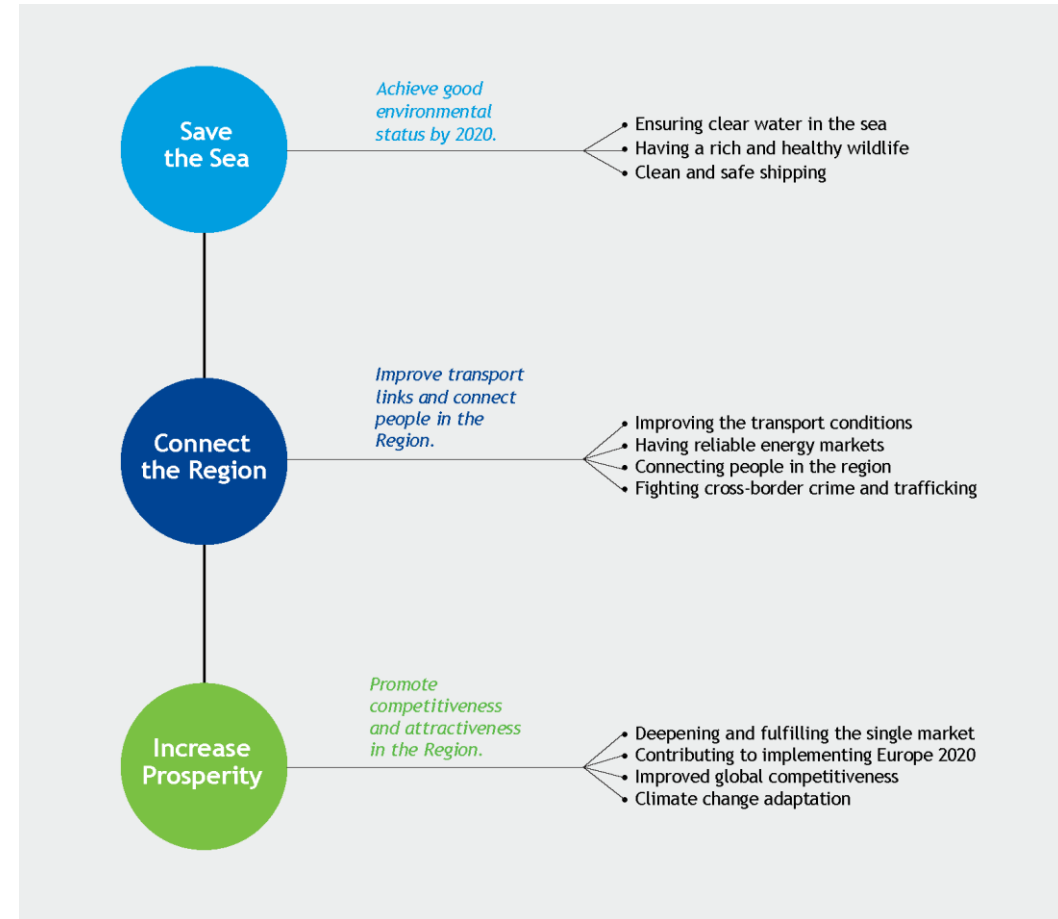 Save
the Sea
Achieve good
environmental
status by 2020.
• Ensuring clear water in the sea
• Having a rich and healthy wildlife
• Clean and safe shipping
Connect
the Region
Improve transport
links and connect
people in the
Region.
• Improving the transport conditions
• Having reliable energy markets
• Connecting people in the region
• Fighting cross-border crime and trafficking
Increase
Prosperity
Promote
competitiveness
and attractiveness
in the Region.
• Deepening and fulfilling the single market
• Contributing to implementing Europe 2020
• Improved global competitiveness
• Climate change adaptation